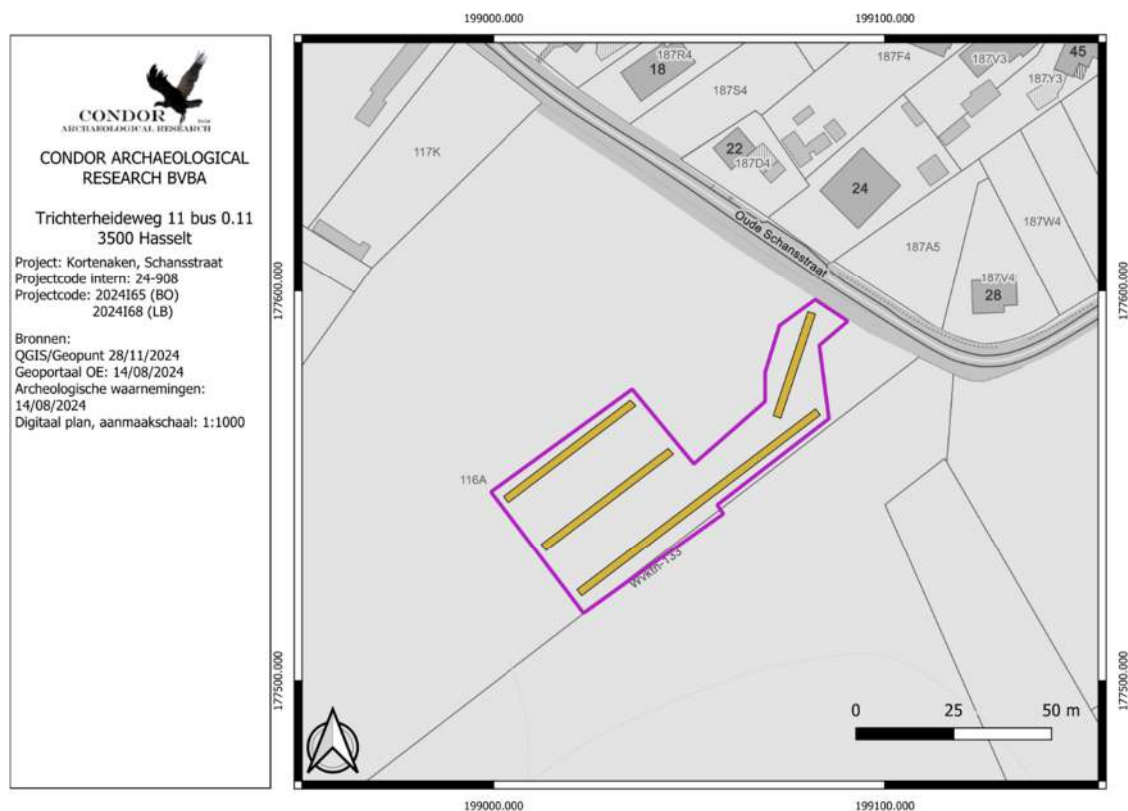 CONDOR
ARCHAEOLOGICAL RESEARCH
CONDOR ARCHAEOLOGICAL
RESEARCH BVBA
Trichterheideweg 11 bus 0.11
3500 Hasselt
Project: Kortenaken, Schansstraat
Projectcode intern: 24-908
Projectcode: 2024I65 (BO)
2024I68 (LB)
Bronnen:
QGIS/Geopunt 28/11/2024
Geoportaal OE: 14/08/2024
Archeologische waarnemingen:
14/08/2024
Digitaal plan, aanmaakschaal: 1:1000
199000.000
199100.000
187R4
18
187F4
187V3
45
187Y3
187S4
117K
22
187D4
24
Oude Schansstraat
187W4
187A5
187V4
28
177600.000
177600.000
116A
Wvkth-133
177500.000
177500.000
0 25 50 m
199000.000
199100.000